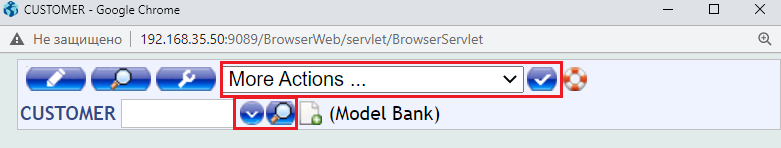 CUSTOMER - Google Chrome
Не защищено 192.168.35.50:9089/BrowserWeb/servlet/BrowserServlet
More Actions ...
CUSTOMER (Model Bank)